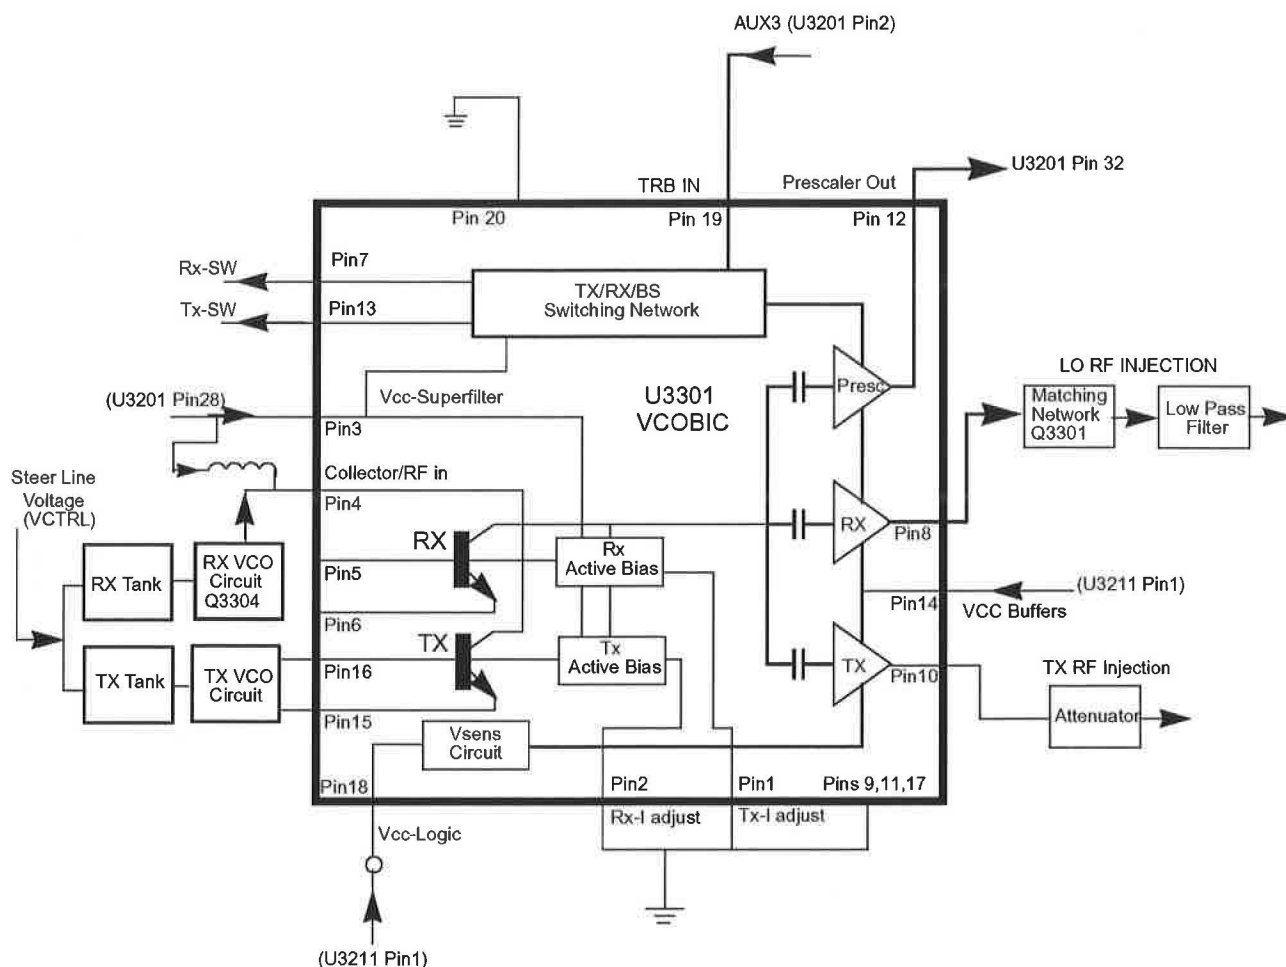 AUX3 (U3201 Pin2)
U3201 Pin 32
TRB IN
Prescaler Out
Pin 20
Pin 19
Pin 12
Rx-SW
Pin7
Tx-SW
Pin13
TX/RX/BS
Switching Network
(U3201 Pin28)
Vcc-Superfilter
Pin3
U3301
VCOBIC
Presc
LO RF INJECTION
Matching
Network
Q3301
Low Pass
Filter
Steer Line
Voltage
(VCTRL)
Collector/RF in
Pin4
RX
Rx
Active Bias
RX
Pin8
RX Tank
RX VCO
Circuit
Q3304
Pin5
Pin6
(U3211 Pin1)
Pin14
VCC Buffers
TX
Tx
Active Bias
TX
Pin10
TX Tank
TX VCO
Circuit
Pin16
Pin15
TX RF Injection
Attenuator
Vsens
Circuit
Pin18
Pin2
Pin1
Pins 9,11,17
Vcc-Logic
Rx-I adjust
Tx-I adjust
(U3211 Pin1)